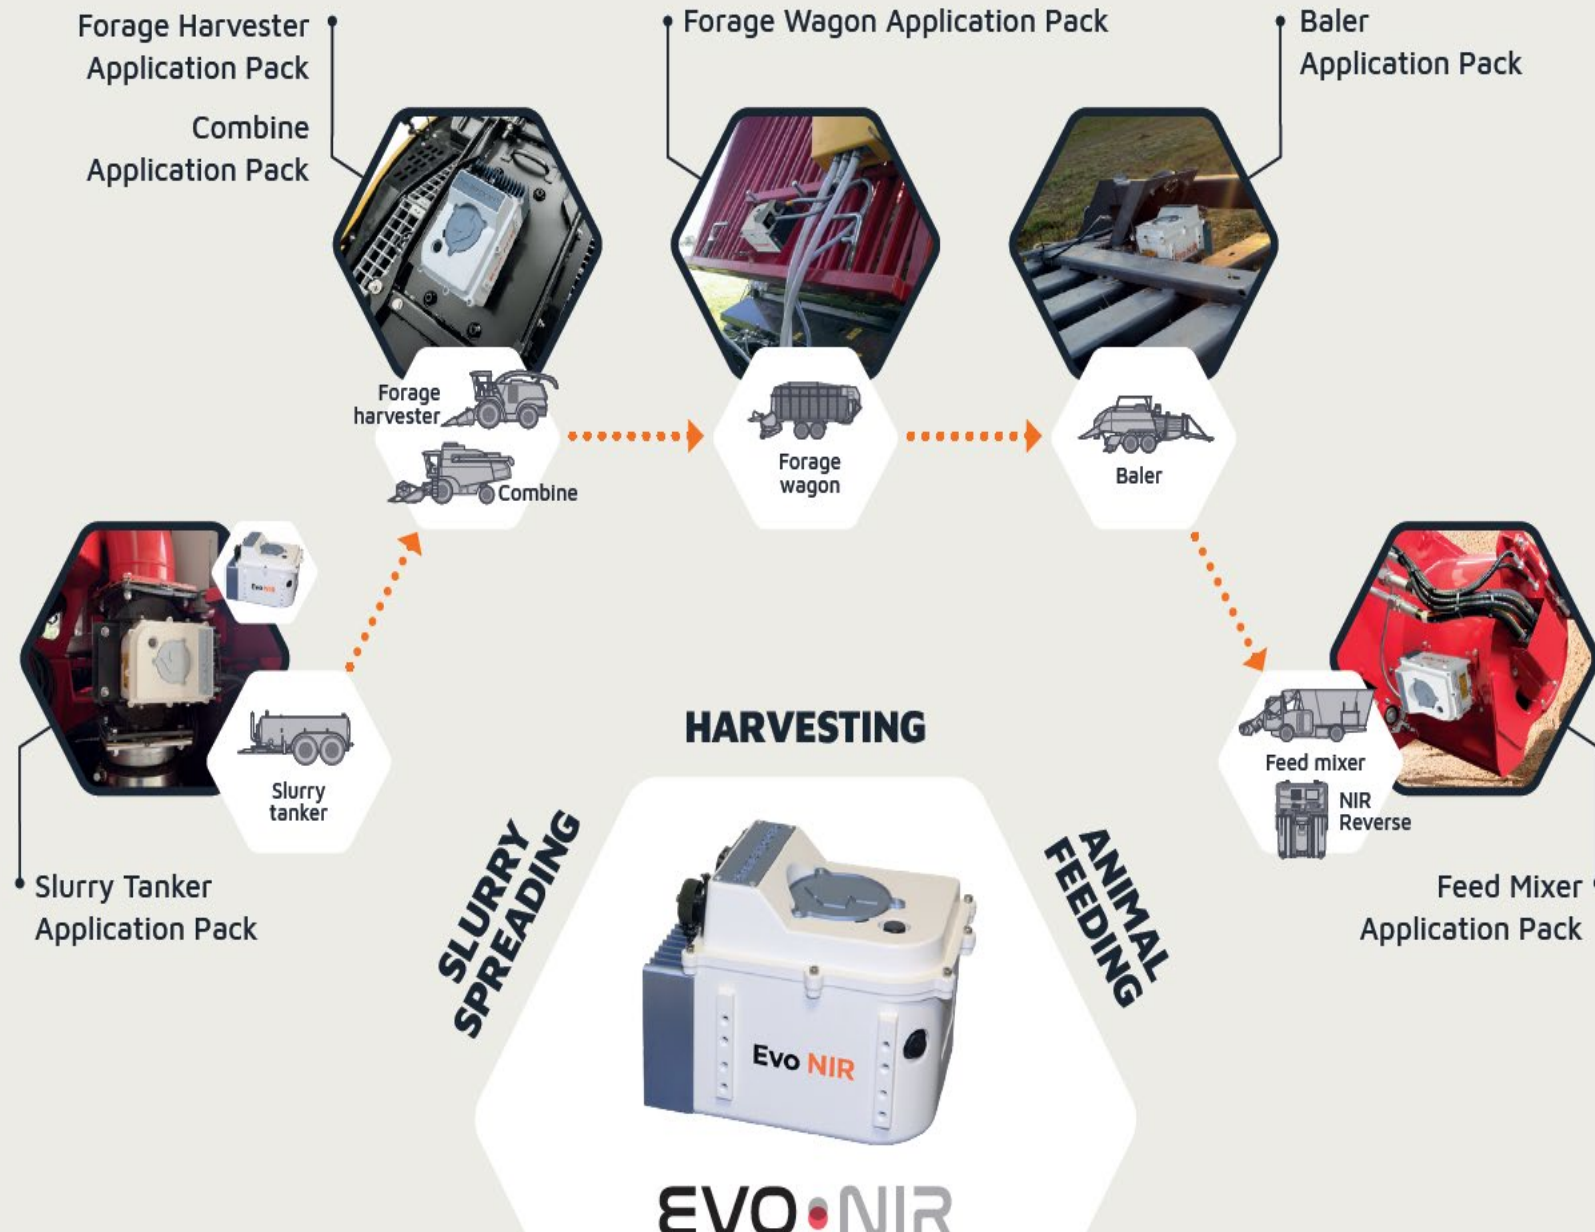 Forage Harvester
Application Pack
Combine
Application Pack
Forage Wagon Application Pack
Baler
Application Pack
Forage
harvester
Combine
Forage
wagon
Baler
Evo NIR
Slurry
tanker
Slurry Tanker
Application Pack
Feed mixer
NIR
Reverse
Feed Mixer
Application Pack
HARVESTING
SLURRY
SPREADING
ANIMAL
FEEDING
Evo NIR
EVO NIR